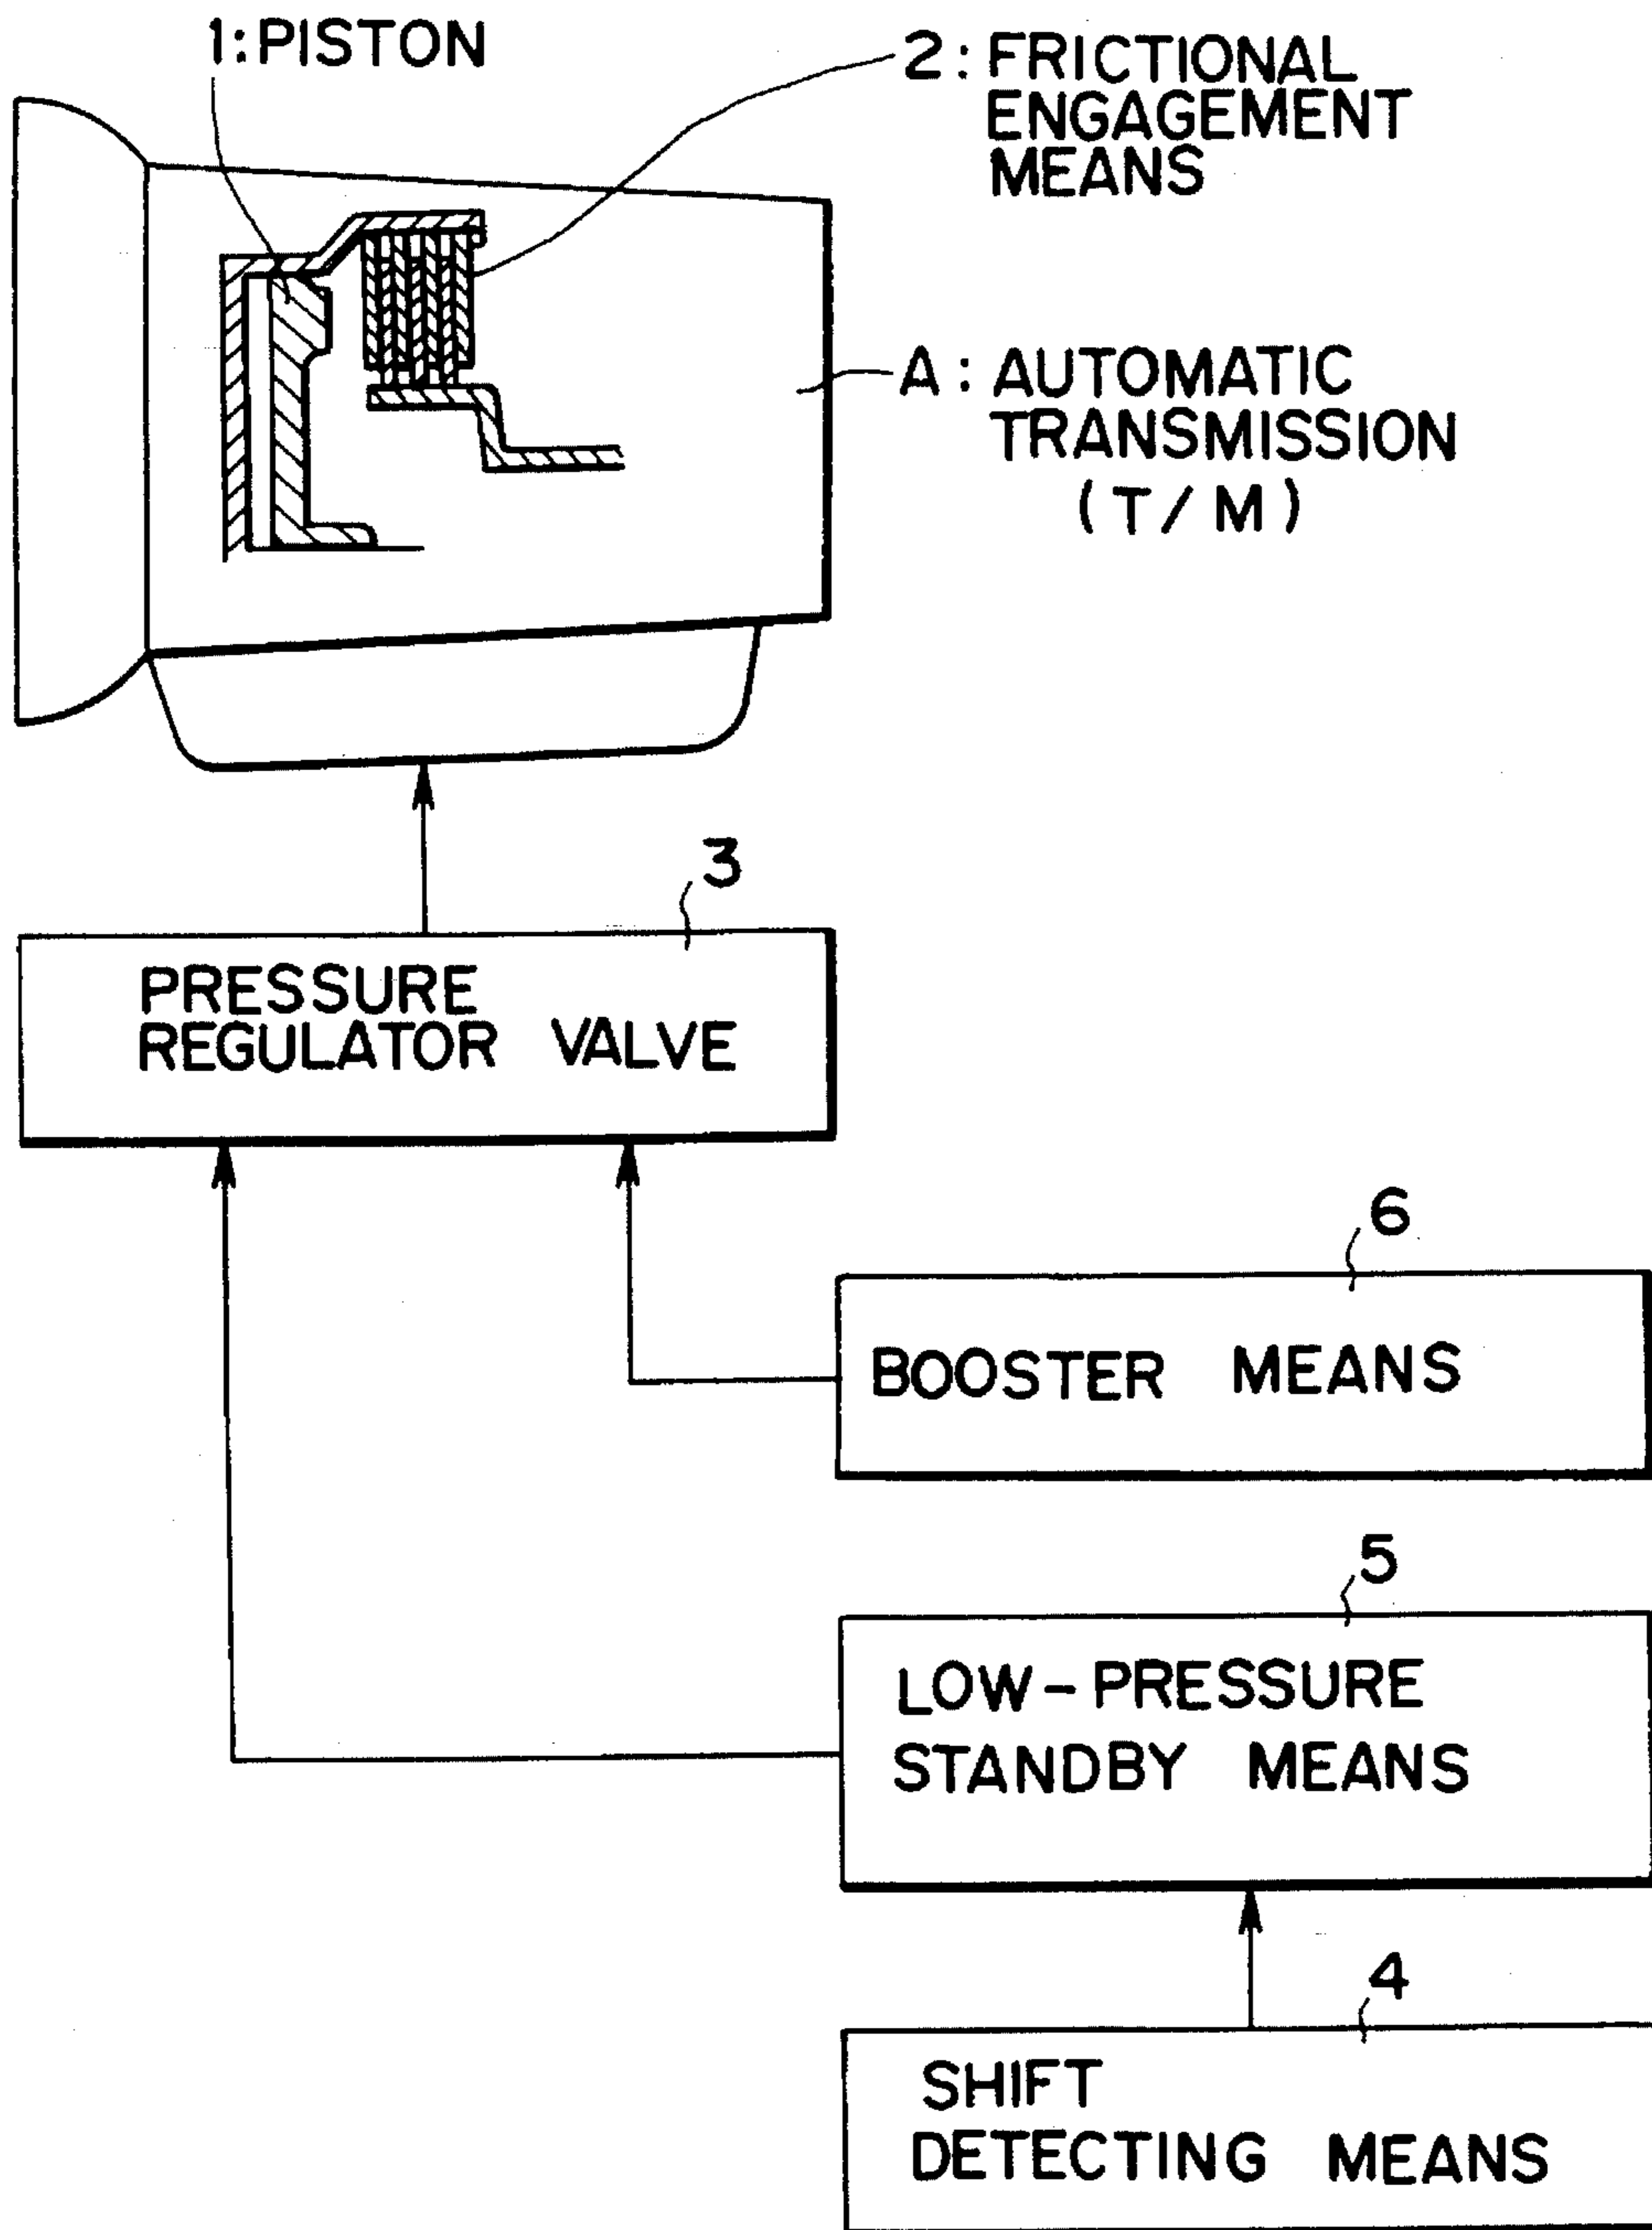 1: PISTON
2: FRICTIONAL
ENGAGEMENT
MEANS
A: AUTOMATIC
TRANSMISSION
(T/M)
3
PRESSURE
REGULATOR VALVE
6
BOOSTER MEANS
5
LOW-PRESSURE
STANDBY MEANS
4
SHIFT
DETECTING MEANS